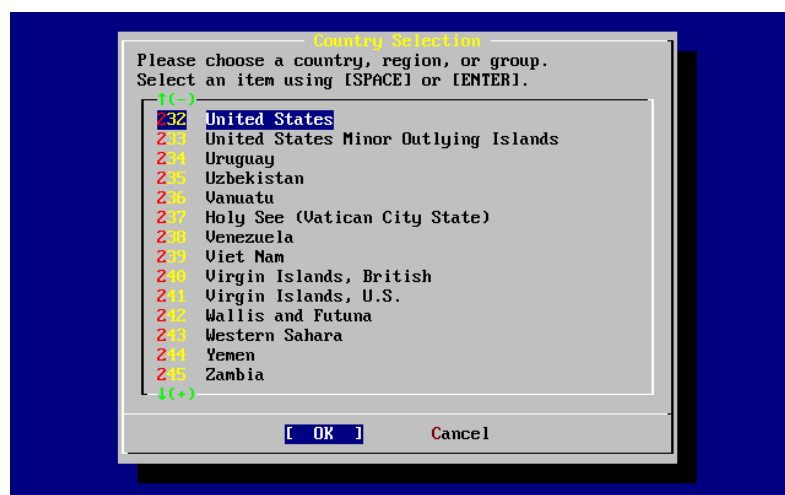 Country Selection
Please choose a country, region, or group.
Select an item using [SPACE] or [ENTER].
↑(-)
232 United States
233 United States Minor Outlying Islands
234 Uruguay
235 Uzbekistan
236 Vanuatu
237 Holy See (Vatican City State)
238 Venezuela
239 Viet Nam
240 Virgin Islands, British
241 Virgin Islands, U.S.
242 Wallis and Futuna
243 Western Sahara
244 Yemen
245 Zambia
↓(+)
[ OK ] Cancel